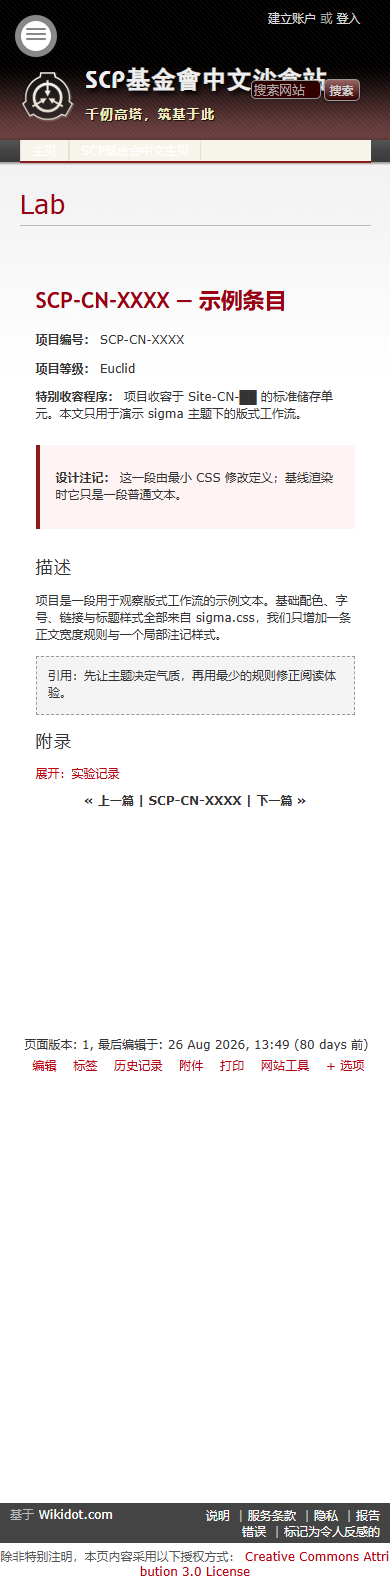 建立账户 或 登入
SCP基金會中文沙盒站
搜索网站 搜索
千仞高塔，筑基于此
主页 SCP基金会中文主页
Lab
SCP-CN-XXXX — 示例条目
项目编号： SCP-CN-XXXX
项目等级： Euclid
特别收容程序： 项目收容于 Site-CN-██ 的标准储存单
元。本文只用于演示 sigma 主题下的版式工作流。
设计注记： 这一段由最小 CSS 修改定义；基线渲染
时它只是一段普通文本。
描述
项目是一段用于观察版式工作流的示例文本。基础配色、字
号、链接与标题样式全部来自 sigma.css，我们只增加一条
正文宽度规则与一个局部注记样式。
引用：先让主题决定气质，再用最少的规则修正阅读体
验。
附录
展开：实验记录
« 上一篇 | SCP-CN-XXXX | 下一篇 »
页面版本: 1, 最后编辑于: 26 Aug 2026, 13:49 (80 days 前)
编辑 标签 历史记录 附件 打印 网站工具 + 选项
基于 Wikidot.com
说明 | 服务条款 | 隐私 | 报告
错误 | 标记为令人反感的
除非特别注明，本页内容采用以下授权方式： Creative Commons Attri
bution 3.0 License